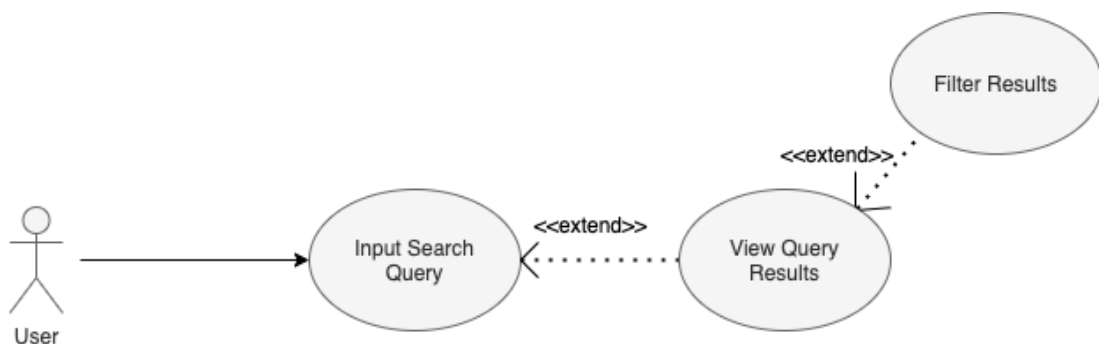 Filter Results
<<extend>>
<<extend>>
Input Search
Query
View Query
Results
User